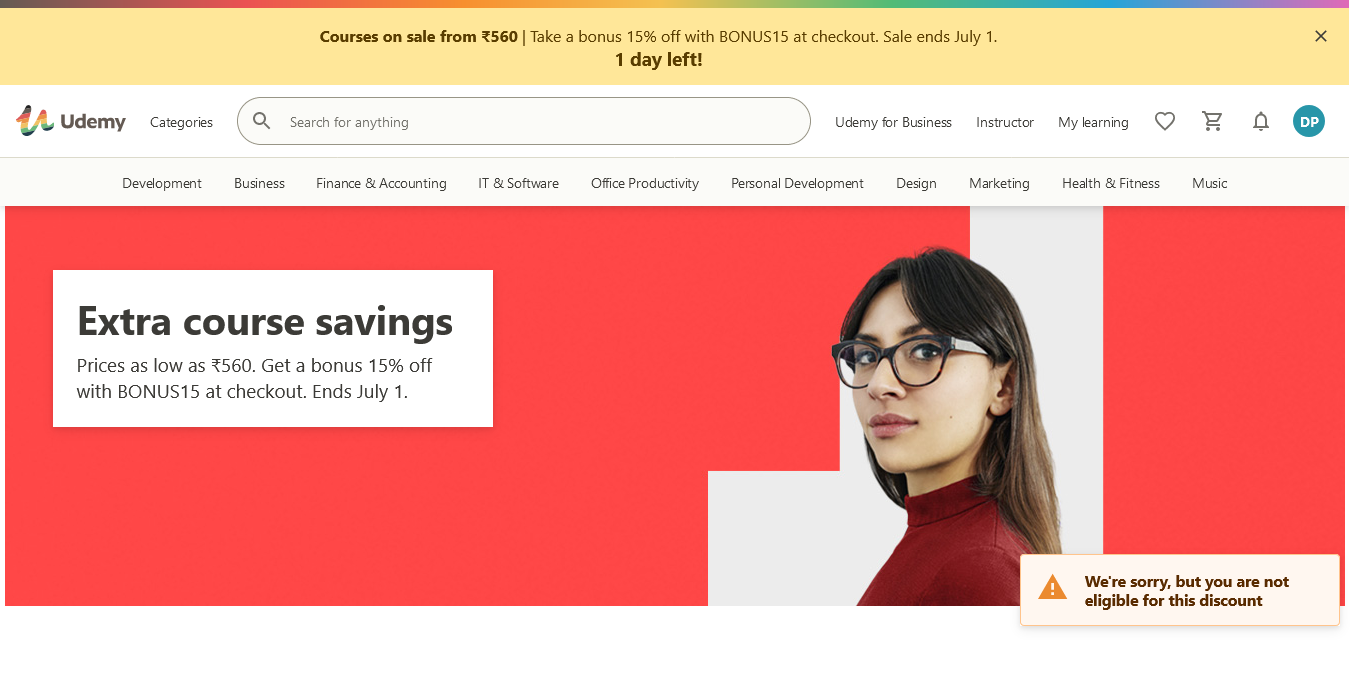 Courses on sale from ₹560 | Take a bonus 15% off with BONUS15 at checkout. Sale ends July 1.
1 day left!
Udemy
Categories
Search for anything
Udemy for Business
Instructor
My learning
DP
Development
Business
Finance & Accounting
IT & Software
Office Productivity
Personal Development
Design
Marketing
Health & Fitness
Music
Extra course savings
Prices as low as ₹560. Get a bonus 15% off
with BONUS15 at checkout. Ends July 1.
We're sorry, but you are not
eligible for this discount